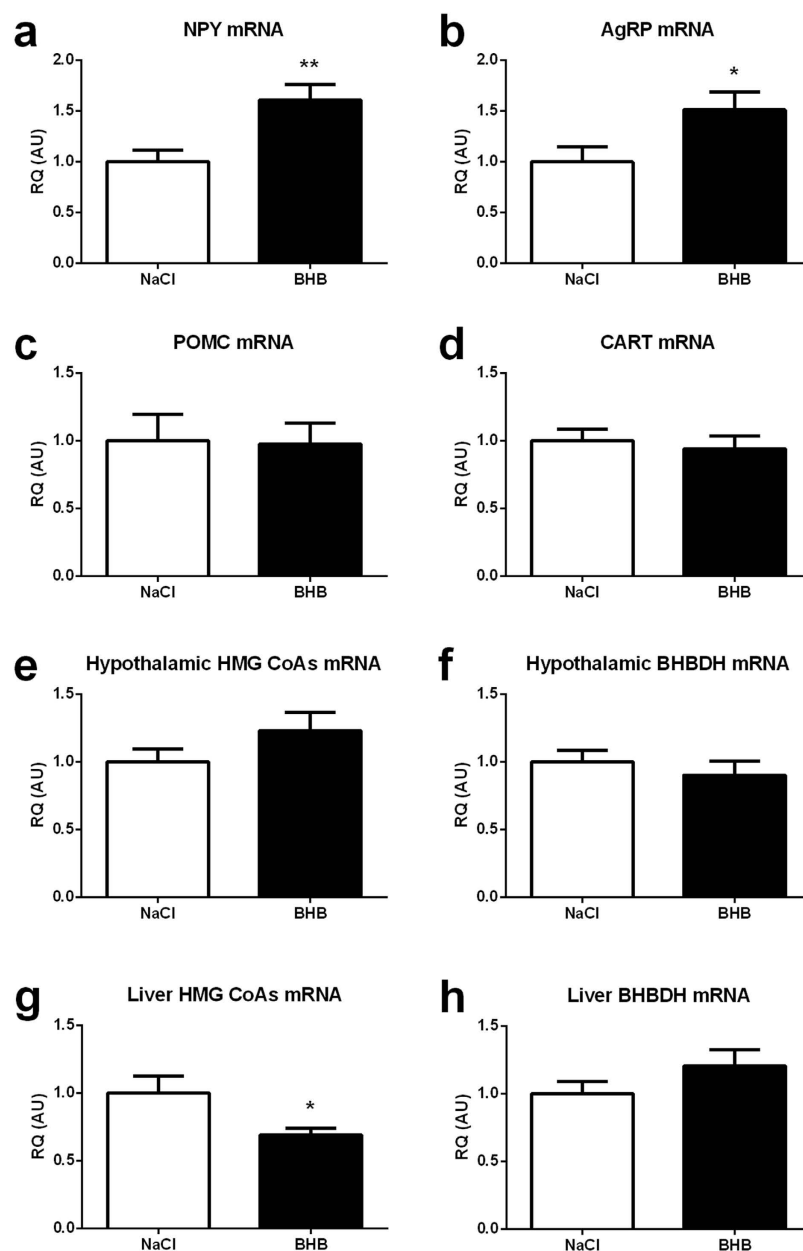 a
NPY mRNA
**
2.0
1.5
1.0
0.5
0.0
RQ (AU)
NaCl
BHB
b
AgRP mRNA
*
2.0
1.5
1.0
0.5
0.0
RQ (AU)
NaCl
BHB
c
POMC mRNA
1.5
1.0
0.5
0.0
RQ (AU)
NaCl
BHB
d
CART mRNA
1.5
1.0
0.5
0.0
RQ (AU)
NaCl
BHB
e
Hypothalamic HMG CoAs mRNA
1.5
1.0
0.5
0.0
RQ (AU)
NaCl
BHB
f
Hypothalamic BHBDH mRNA
1.5
1.0
0.5
0.0
RQ (AU)
NaCl
BHB
g
Liver HMG CoAs mRNA
1.5
1.0
0.5
0.0
RQ (AU)
*
NaCl
BHB
h
Liver BHBDH mRNA
1.5
1.0
0.5
0.0
RQ (AU)
NaCl
BHB